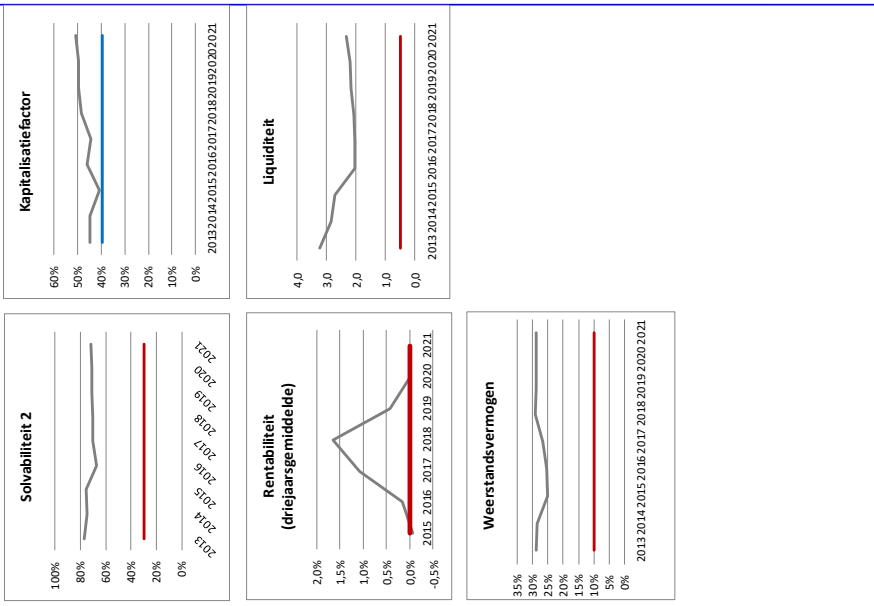 Solvabiliteit 2
100%
80%
60%
40%
20%
0%
2013 2014 2015 2016 2017 2018 2019 2020 2021
Kapitalisatiefactor
60%
50%
40%
30%
20%
10%
0%
2013 2014 2015 2016 2017 2018 2019 2020 2021
Rentabiliteit
(driejaarsgemiddelde)
2,0%
1,5%
1,0%
0,5%
0,0%
-0,5%
2015 2016 2017 2018 2019 2020 2021
Liquiditeit
4,0
3,0
2,0
1,0
0,0
2013 2014 2015 2016 2017 2018 2019 2020 2021
Weerstandsvermogen
35%
30%
25%
20%
15%
10%
5%
0%
2013 2014 2015 2016 2017 2018 2019 2020 2021